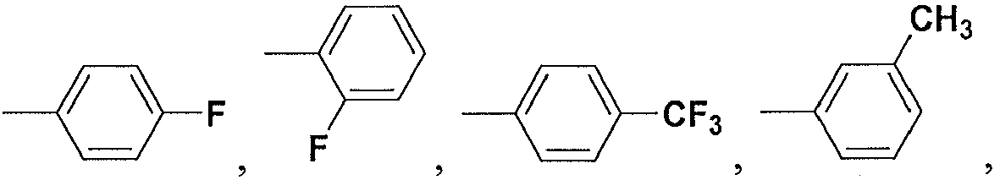 CH3
F
F
CF3
, , , ,